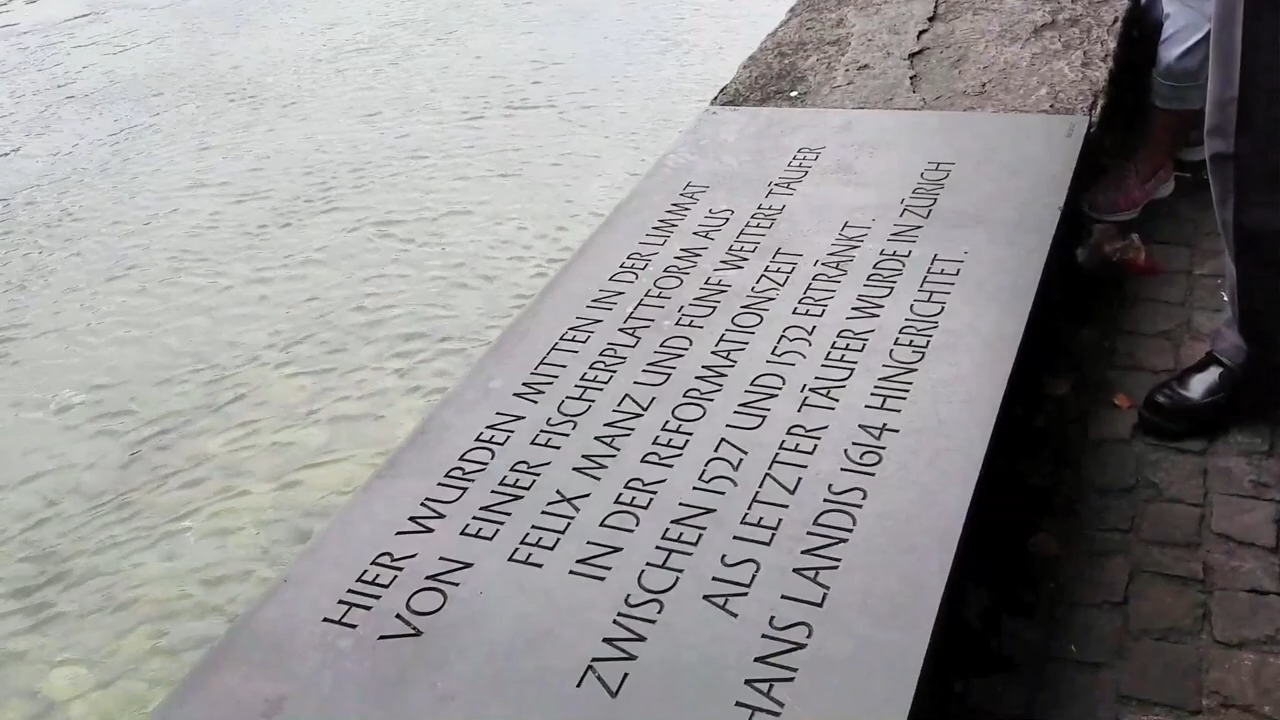 HIER WURDEN MITTEN IN DER LIMMAT
VON EINER FISCHERPLATTFORM AUS
FELIX MANZ UND FÜNF WEITERE TÄUFER
IN DER REFORMATIONSZEIT
ZWISCHEN 1527 UND 1532 ERTRÄNKT.
ALS LETZTER TÄUFER WURDE IN ZÜRICH
HANS LANDIS 1614 HINGERICHTET.